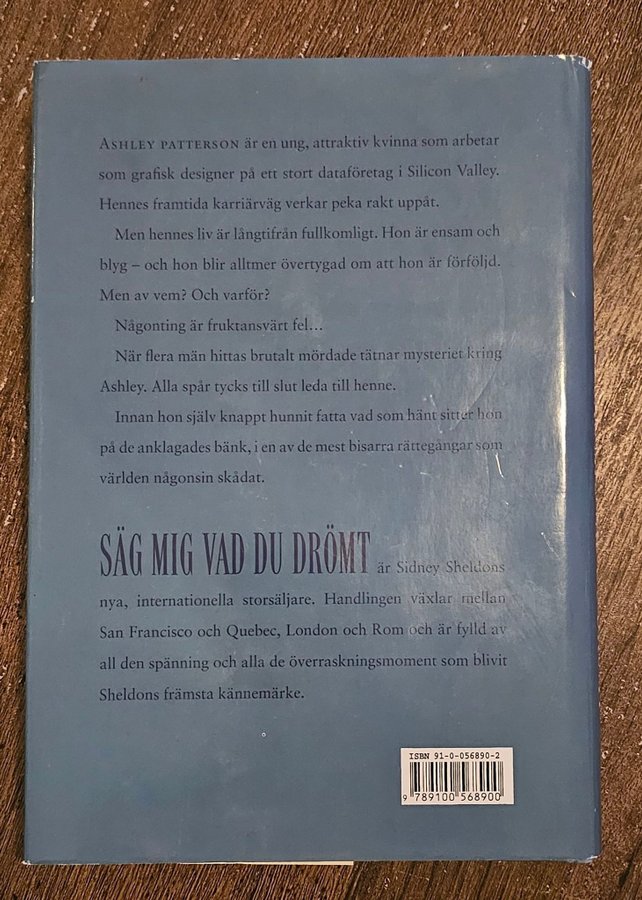 ASHLEY PATTERSON är en ung, attraktiv kvinna som arbetar
som grafisk designer på ett stort dataföretag i Silicon Valley.
Hennes framtida karriärväg verkar peka rakt uppåt.
Men hennes liv är långtifrån fullkomligt. Hon är ensam och
blyg – och hon blir alltmer övertygad om att hon är förföljd.
Men av vem? Och varför?
Någonting är fruktansvärt fel...
När flera män hittas brutalt mördade tätnar mysteriet kring
Ashley. Alla spår tycks till slut leda till henne.
Innan hon själv knappt hunnit fatta vad som hänt sitter hon
på de anklagades bänk, i en av de mest bisarra rättegångar som
världen någonsin skådat.
SÄG MIG VAD DU DRÖMT är Sidney Sheldons
nya, internationella storsäljare. Handlingen växlar mellan
San Francisco och Quebec, London och Rom och är fylld av
all den spänning och alla de överraskningsmoment som blivit
Sheldons främsta kännemärke.
ISBN 91-0-056890-2
9 789100 568900